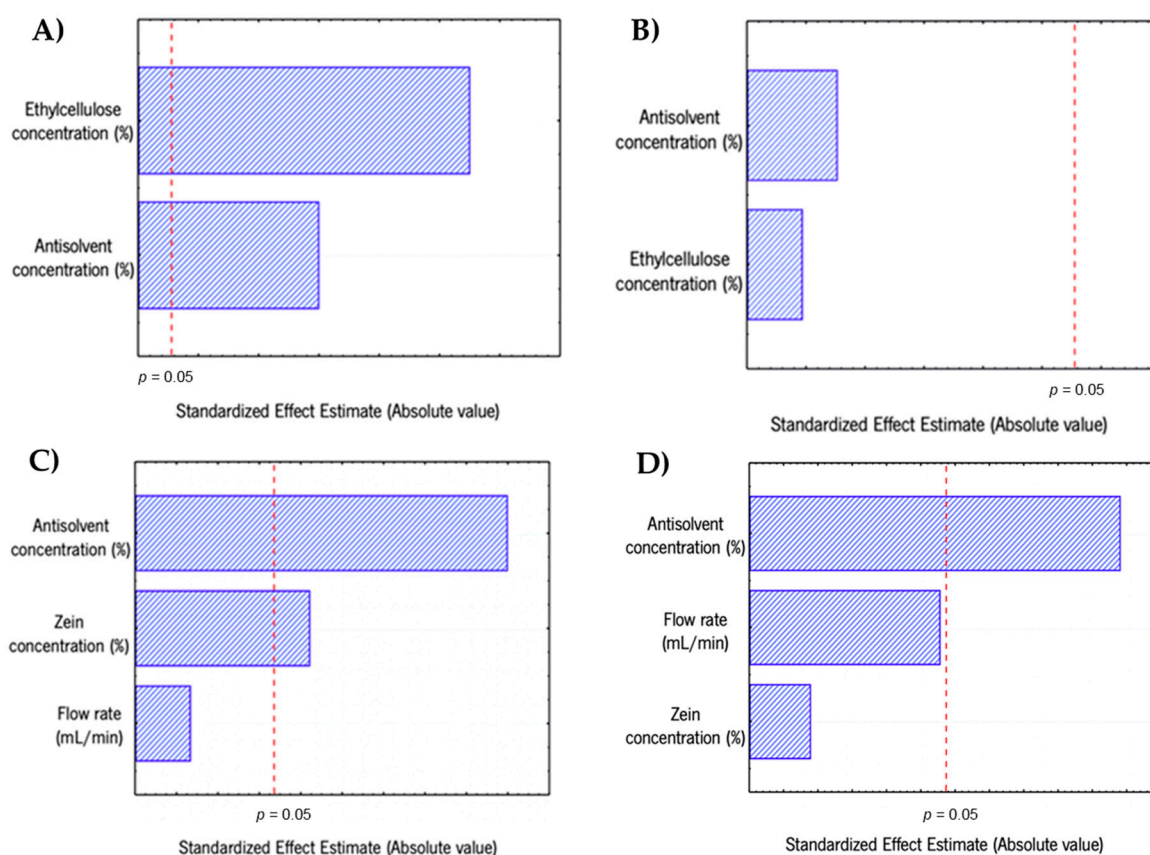 A)
Ethylcellulose
concentration (%)
Antisolvent
concentration (%)
p = 0.05
Standardized Effect Estimate (Absolute value)
B)
Antisolvent
concentration (%)
Ethylcellulose
concentration (%)
p = 0.05
Standardized Effect Estimate (Absolute value)
C)
Antisolvent
concentration (%)
Zein
concentration (%)
Flow rate
(mL/min)
p = 0.05
Standardized Effect Estimate (Absolute value)
D)
Antisolvent
concentration (%)
Flow rate
(mL/min)
Zein
concentration (%)
p = 0.05
Standardized Effect Estimate (Absolute value)